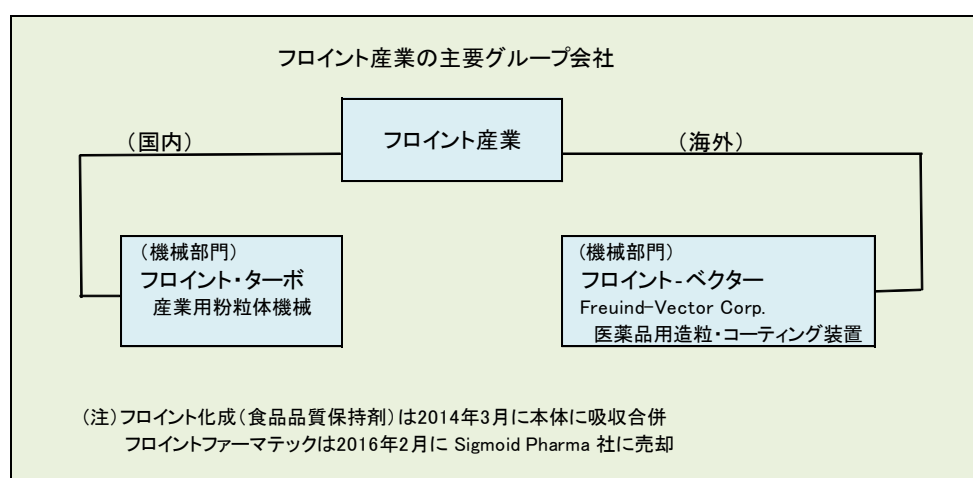 フロイント産業の主要グループ会社
フロイント産業
(国内)
(海外)
(機械部門)
フロイント・ターボ
産業用粉粒体機械
(機械部門)
フロイント-ベクター
Freuind-Vector Corp.
医薬品用造粒・コーティング装置
(注)フロイント化成(食品品質保持剤)は2014年3月に本体に吸収合併
フロイントファーマテックは2016年2月に Sigmoid Pharma 社に売却